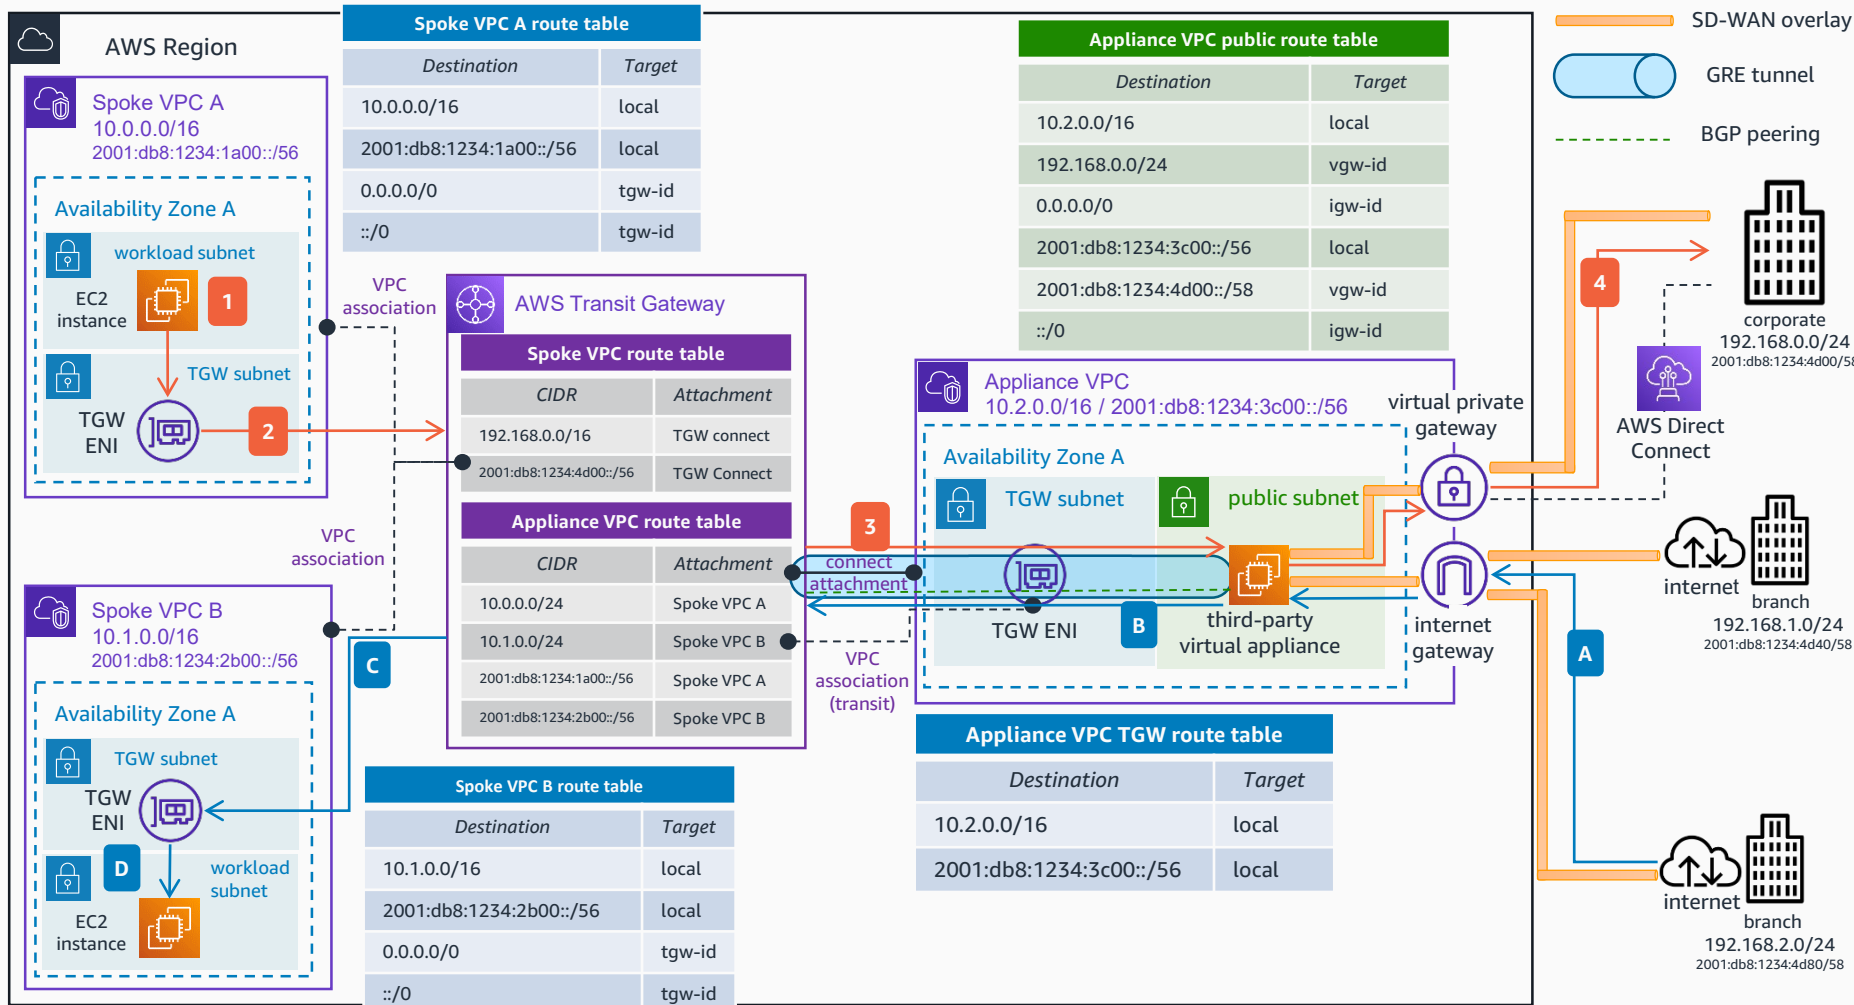 AWS Region
Spoke VPC A
10.0.0.0/16
2001:db8:1234:1a00::/56
Availability Zone A
workload subnet
EC2
instance
1
TGW subnet
TGW
ENI
2
Spoke VPC A route table
Destination Target
10.0.0.0/16 local
2001:db8:1234:1a00::/56 local
0.0.0.0/0 tgw-id
::/0 tgw-id
VPC
association
VPC
association
Spoke VPC B
10.1.0.0/16
2001:db8:1234:2b00::/56
Availability Zone A
TGW subnet
TGW
ENI
D
workload
subnet
EC2
instance
C
AWS Transit Gateway
Spoke VPC route table
CIDR Attachment
192.168.0.0/16 TGW connect
2001:db8:1234:4d00::/56 TGW Connect
Appliance VPC route table
CIDR Attachment
10.0.0.0/24 Spoke VPC A
10.1.0.0/24 Spoke VPC B
2001:db8:1234:1a00::/56 Spoke VPC A
2001:db8:1234:2b00::/56 Spoke VPC B
Spoke VPC B route table
Destination Target
10.1.0.0/16 local
2001:db8:1234:2b00::/56 local
0.0.0.0/0 tgw-id
::/0 tgw-id
3
connect
attachment
VPC
association
(transit)
Appliance VPC public route table
Destination Target
10.2.0.0/16 local
192.168.0.0/24 vgw-id
0.0.0.0/0 igw-id
2001:db8:1234:3c00::/56 local
2001:db8:1234:4d00::/58 vgw-id
::/0 igw-id
Appliance VPC
10.2.0.0/16 / 2001:db8:1234:3c00::/56
Availability Zone A
TGW subnet
public subnet
TGW ENI
B
third-party
virtual appliance
virtual private
gateway
internet
gateway
Appliance VPC TGW route table
Destination Target
10.2.0.0/16 local
2001:db8:1234:3c00::/56 local
SD-WAN overlay
GRE tunnel
BGP peering
4
corporate
192.168.0.0/24
2001:db8:1234:4d00/58
AWS Direct
Connect
internet
branch
192.168.1.0/24
2001:db8:1234:4d40/58
A
internet
branch
192.168.2.0/24
2001:db8:1234:4d80/58